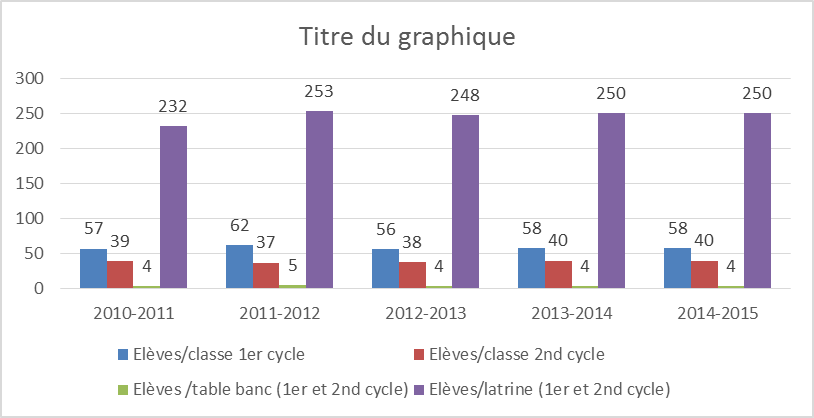 Titre du graphique
300
250
200
150
100
50
0
57 39 4 232
62 37 5 253
56 38 4 248
58 40 4 250
58 40 4 250
2010-2011 2011-2012 2012-2013 2013-2014 2014-2015
Elèves/classe 1er cycle Elèves/classe 2nd cycle
Elèves /table banc (1er et 2nd cycle) Elèves/latrine (1er et 2nd cycle)